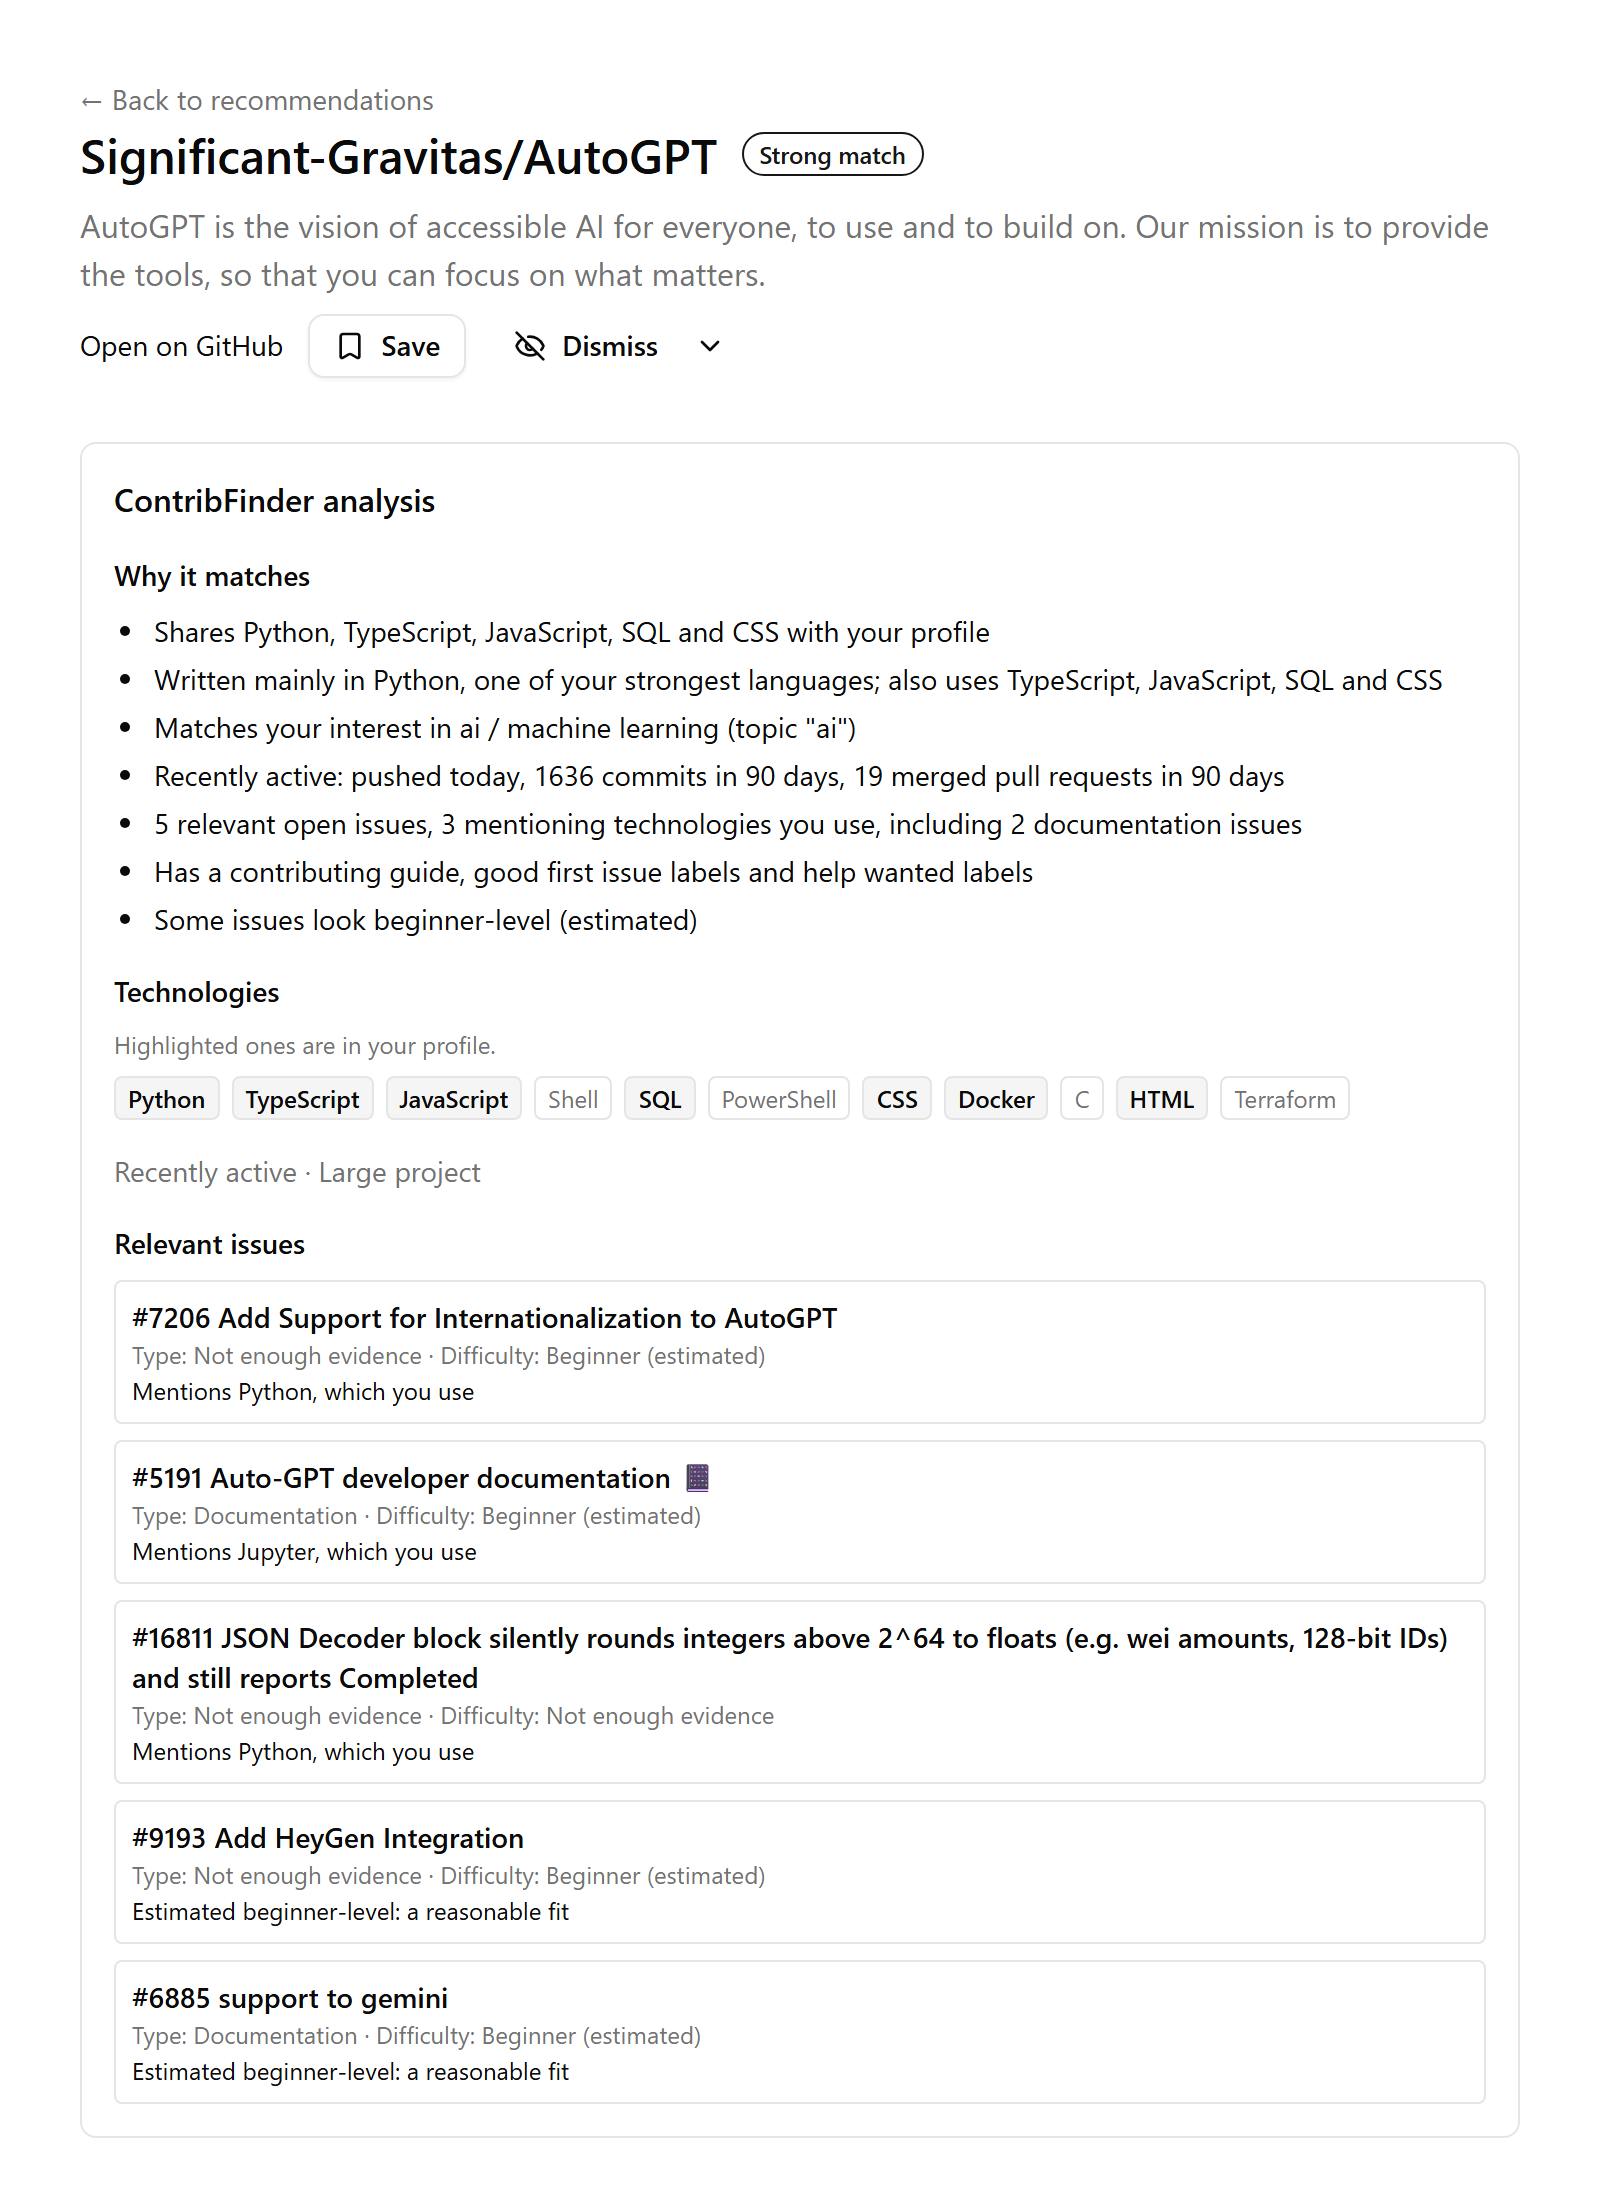 ← Back to recommendations
Significant-Gravitas/AutoGPT Strong match
AutoGPT is the vision of accessible AI for everyone, to use and to build on. Our mission is to provide
the tools, so that you can focus on what matters.
Open on GitHub Save Dismiss
ContribFinder analysis
Why it matches
• Shares Python, TypeScript, JavaScript, SQL and CSS with your profile
• Written mainly in Python, one of your strongest languages; also uses TypeScript, JavaScript, SQL and CSS
• Matches your interest in ai / machine learning (topic "ai")
• Recently active: pushed today, 1636 commits in 90 days, 19 merged pull requests in 90 days
• 5 relevant open issues, 3 mentioning technologies you use, including 2 documentation issues
• Has a contributing guide, good first issue labels and help wanted labels
• Some issues look beginner-level (estimated)
Technologies
Highlighted ones are in your profile.
Python TypeScript JavaScript Shell SQL PowerShell CSS Docker C HTML Terraform
Recently active · Large project
Relevant issues
#7206 Add Support for Internationalization to AutoGPT
Type: Not enough evidence · Difficulty: Beginner (estimated)
Mentions Python, which you use
#5191 Auto-GPT developer documentation
Type: Documentation · Difficulty: Beginner (estimated)
Mentions Jupyter, which you use
#16811 JSON Decoder block silently rounds integers above 2^64 to floats (e.g. wei amounts, 128-bit IDs)
and still reports Completed
Type: Not enough evidence · Difficulty: Not enough evidence
Mentions Python, which you use
#9193 Add HeyGen Integration
Type: Not enough evidence · Difficulty: Beginner (estimated)
Estimated beginner-level: a reasonable fit
#6885 support to gemini
Type: Documentation · Difficulty: Beginner (estimated)
Estimated beginner-level: a reasonable fit